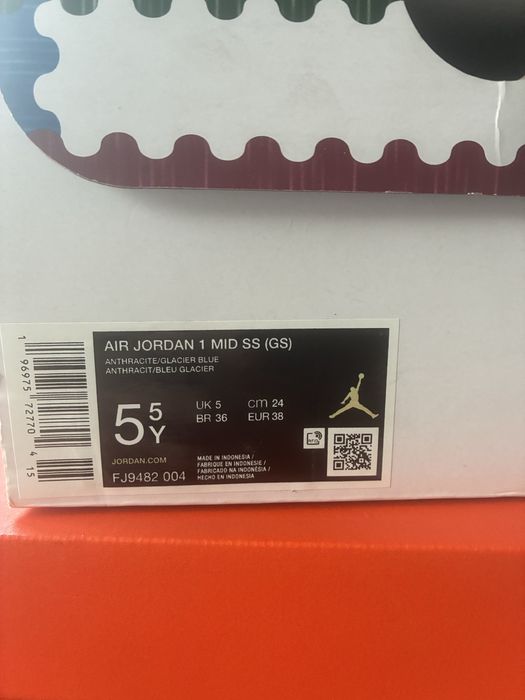 AIR JORDAN 1 MID SS (GS)
ANTHRACITE/GLACIER BLUE
ANTHRACIT/BLEU GLACIER
5 5 Y
UK 5 cm 24
BR 36 EUR 38
JORDAN.COM
FJ9482 004
MADE IN INDONESIA /
FABRIQUE EN INDONESIE /
FABRICADO NA INDONÉSIA /
HECHO EN INDONESIA
RFID
1 96975 72770 4 15